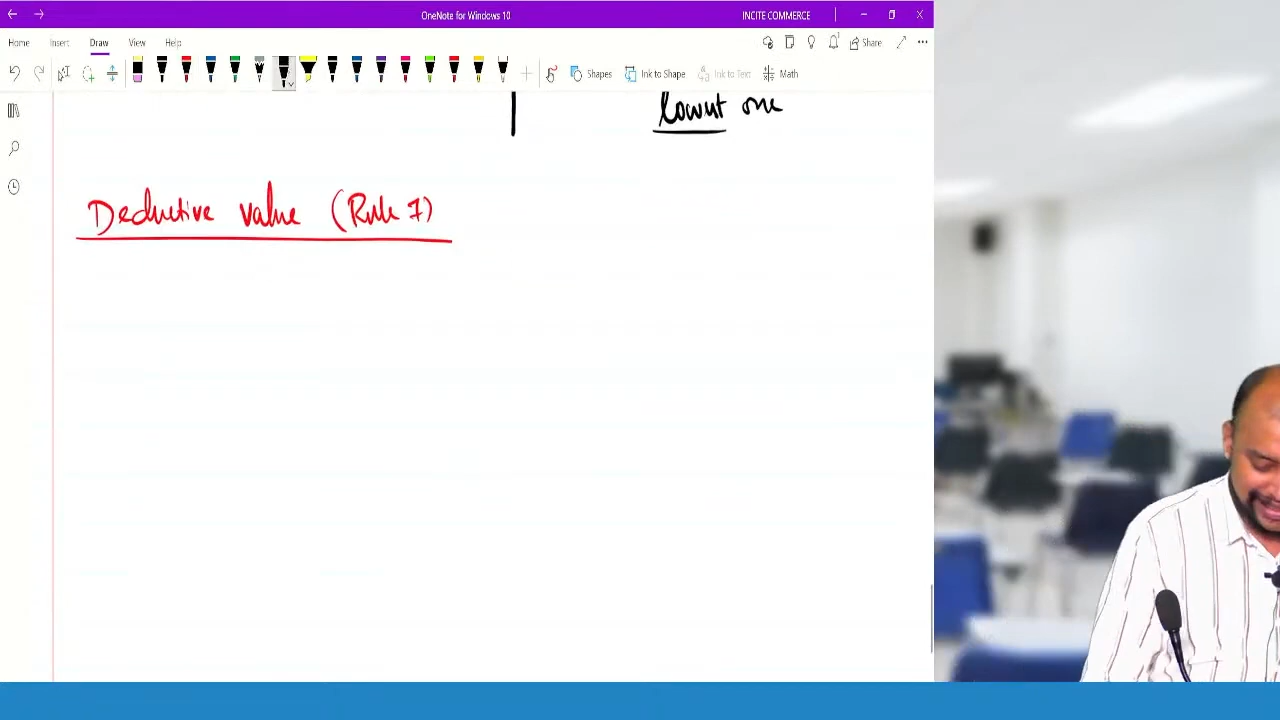 OneNote for Windows 10
INCITE COMMERCE
Home
Insert
Draw
View
Help
Share
Shapes
Ink to Shape
Ink to Text
Math
lowest one
Deductive value (Rule 7)